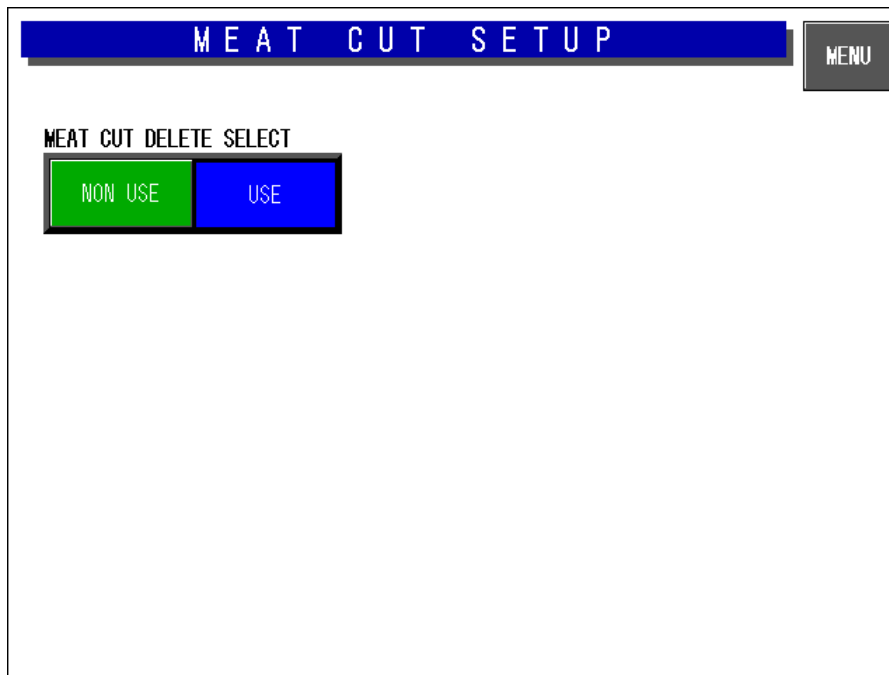 MEAT CUT SETUP
MENU
MEAT CUT DELETE SELECT
NON USE
USE